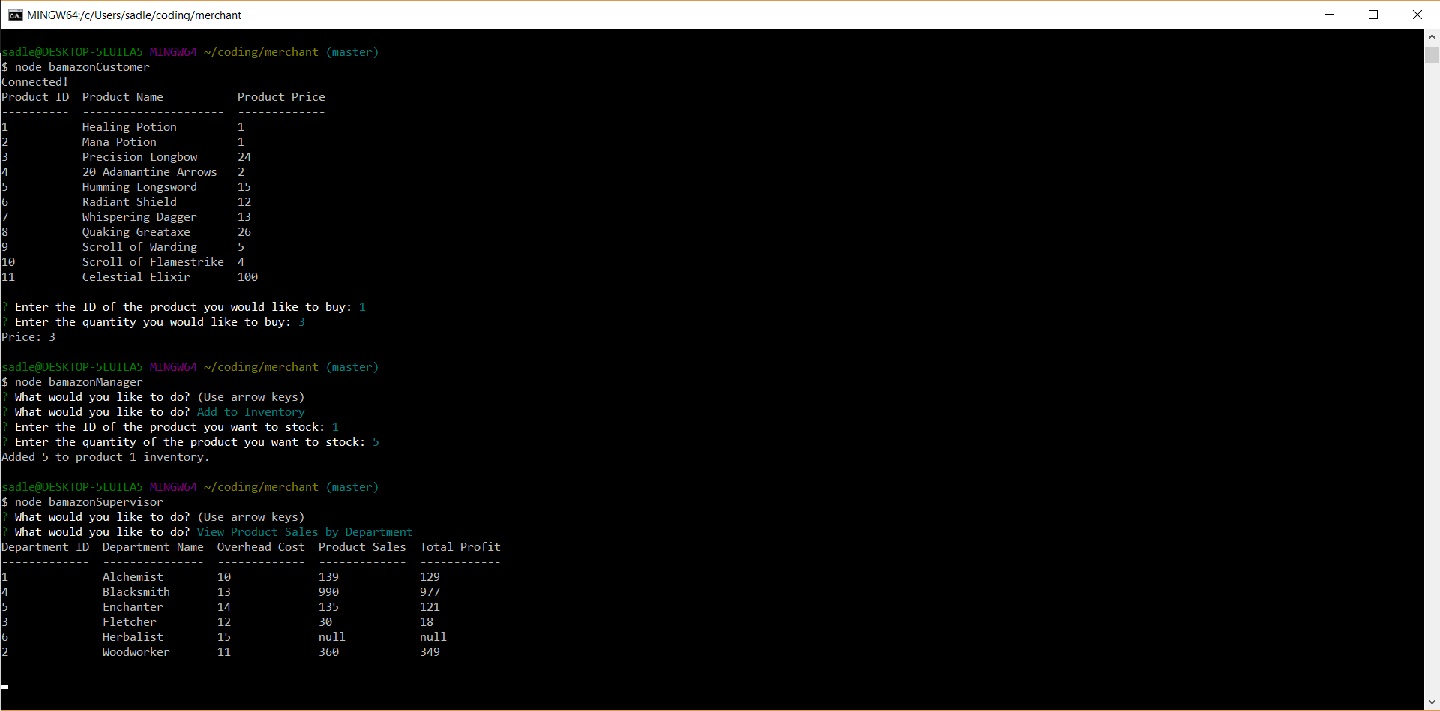 MINGW64:/c/Users/sadle/coding/merchant
sadle@DESKTOP-5LUILA5 MINGW64 ~/coding/merchant (master)
$ node bamazonCustomer
Connected!
Product ID  Product Name           Product Price
----------  ---------------------  -------------
1           Healing Potion         1
2           Mana Potion            1
3           Precision Longbow      24
4           20 Adamantine Arrows   2
5           Humming Longsword      15
6           Radiant Shield         12
7           Whispering Dagger      13
8           Quaking Greataxe       26
9           Scroll of Warding      5
10          Scroll of Flamestrike  4
11          Celestial Elixir       100
? Enter the ID of the product you would like to buy: 1
? Enter the quantity you would like to buy: 3
Price: 3
sadle@DESKTOP-5LUILA5 MINGW64 ~/coding/merchant (master)
$ node bamazonManager
? What would you like to do? (Use arrow keys)
? What would you like to do? Add to Inventory
? Enter the ID of the product you want to stock: 1
? Enter the quantity of the product you want to stock: 5
Added 5 to product 1 inventory.
sadle@DESKTOP-5LUILA5 MINGW64 ~/coding/merchant (master)
$ node bamazonSupervisor
? What would you like to do? (Use arrow keys)
? What would you like to do? View Product Sales by Department
Department ID  Department Name  Overhead Cost  Product Sales  Total Profit
-------------  ---------------  -------------  -------------  ------------
1              Alchemist        10             139            129
4              Blacksmith       13             990            977
5              Enchanter        14             135            121
3              Fletcher         12             30             18
6              Herbalist        15             null           null
2              Woodworker       11             360            349